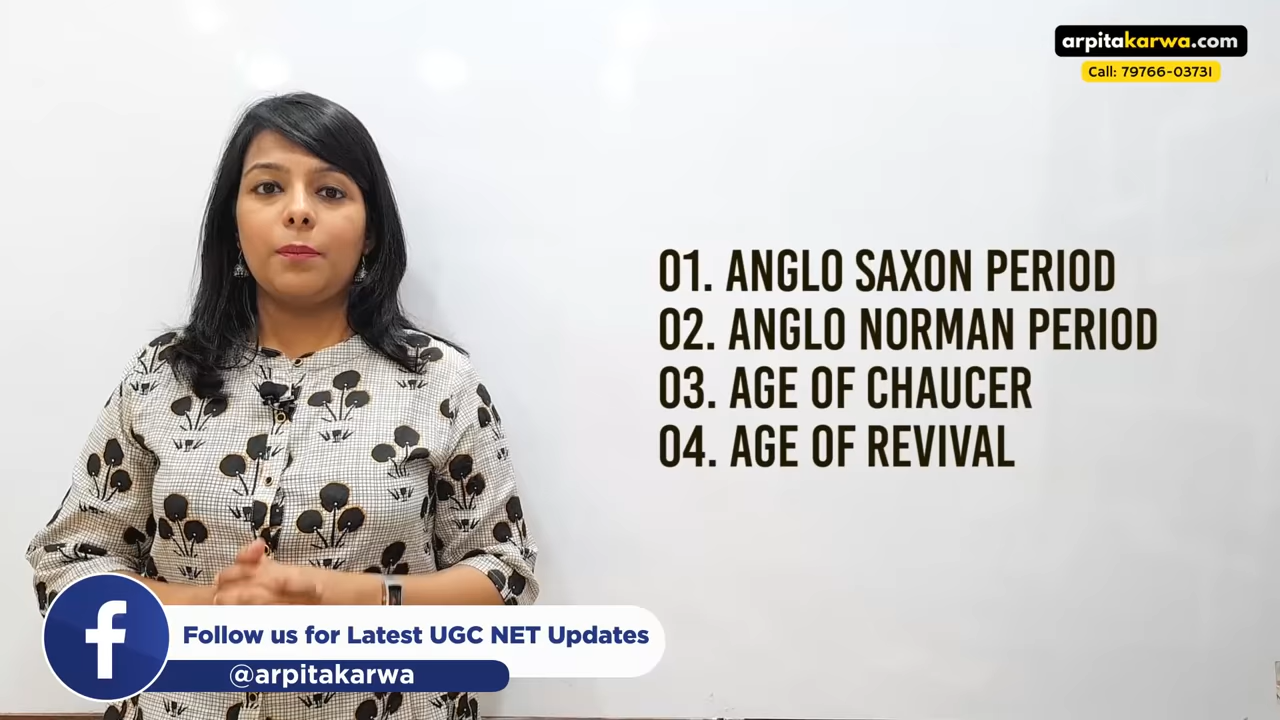 arpitakarwa.com
Call: 79766-03731
01. ANGLO SAXON PERIOD
02. ANGLO NORMAN PERIOD
03. AGE OF CHAUCER
04. AGE OF REVIVAL
f
Follow us for Latest UGC NET Updates
@arpitakarwa